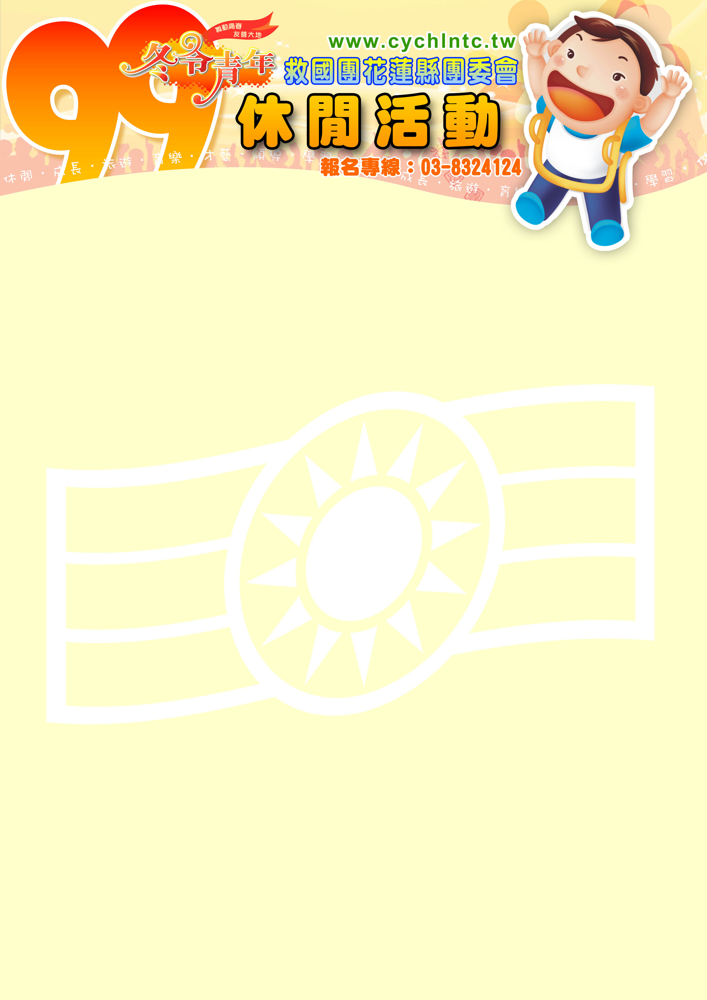 99
舞動青春
友善大地
冬令青年
www.cychlntc.tw
救國團花蓮縣團委會
休閒活動
報名專線：03-8324124
休閒・成長・旅遊・育樂・才藝・領導・學習
成長・旅遊・育
・學習・休